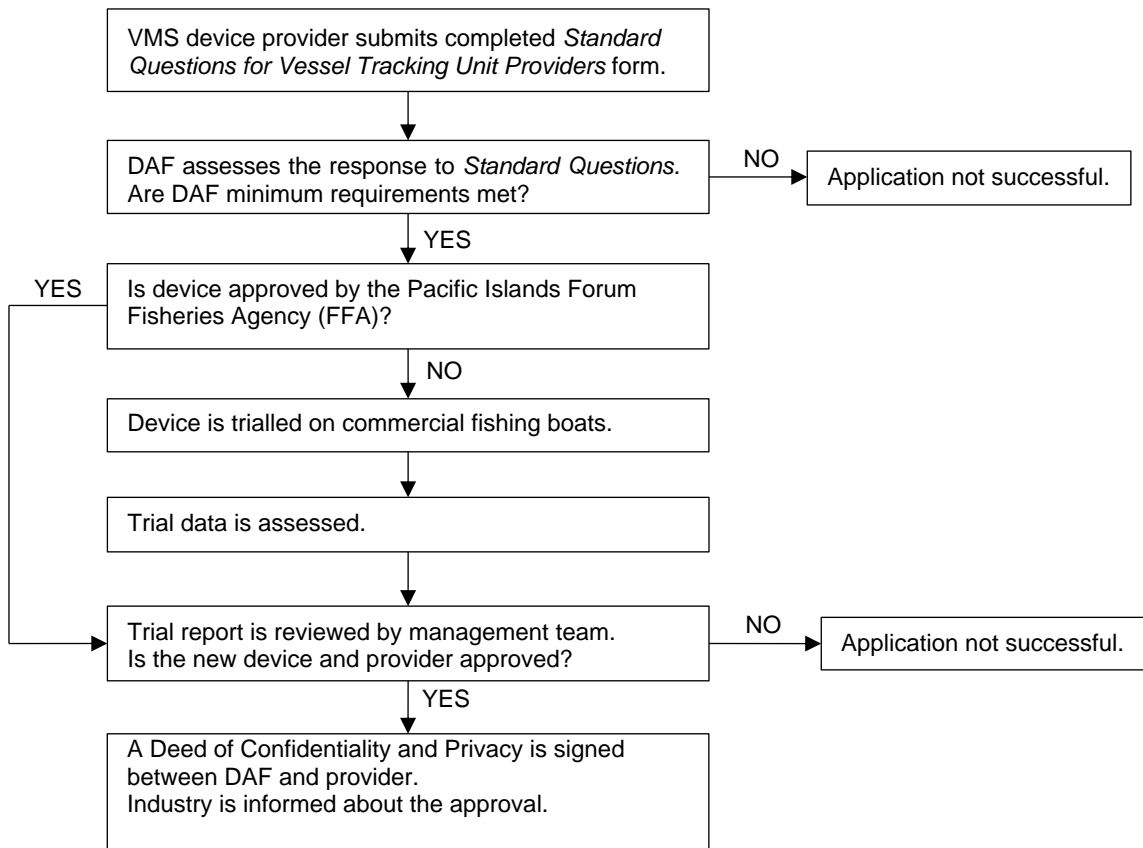 VMS device provider submits completed Standard
Questions for Vessel Tracking Unit Providers form.
DAF assesses the response to Standard Questions.
Are DAF minimum requirements met?
NO
Application not successful.
YES
YES
Is device approved by the Pacific Islands Forum
Fisheries Agency (FFA)?
NO
Device is trialled on commercial fishing boats.
Trial data is assessed.
Trial report is reviewed by management team.
Is the new device and provider approved?
NO
Application not successful.
YES
A Deed of Confidentiality and Privacy is signed
between DAF and provider.
Industry is informed about the approval.